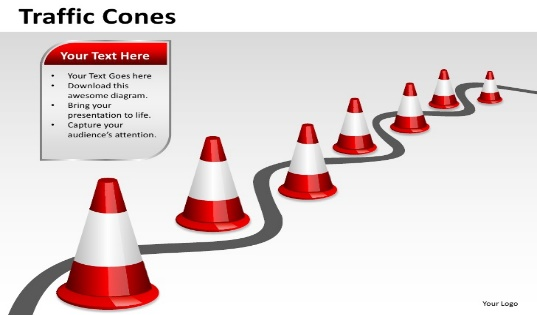 Traffic Cones
Your Text Here
• Your Text Goes here
• Download this
awesome diagram.
• Bring your
presentation to life.
• Capture your
audience's attention.
Your Logo